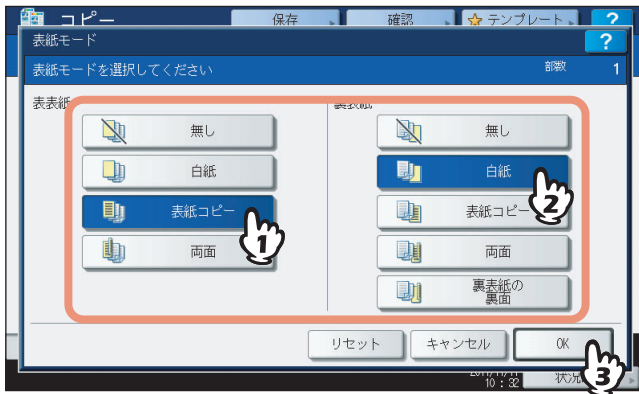 コピー
保存
確認
テンプレート
?
表紙モード
?
表紙モードを選択してください
部数 1
表表紙
無し
白紙
表紙コピー
両面
裏表紙
無し
白紙
表紙コピー
両面
裏表紙の
裏面
リセット
キャンセル
OK
1
2
3
10:32